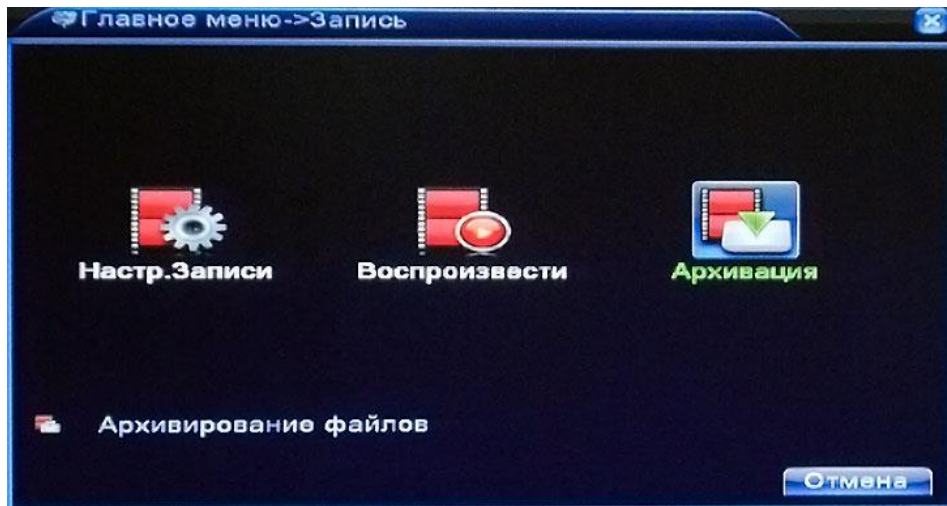 Главное меню->Запись
Настр.Записи
Воспроизвести
Архивация
Архивирование файлов
Отмена